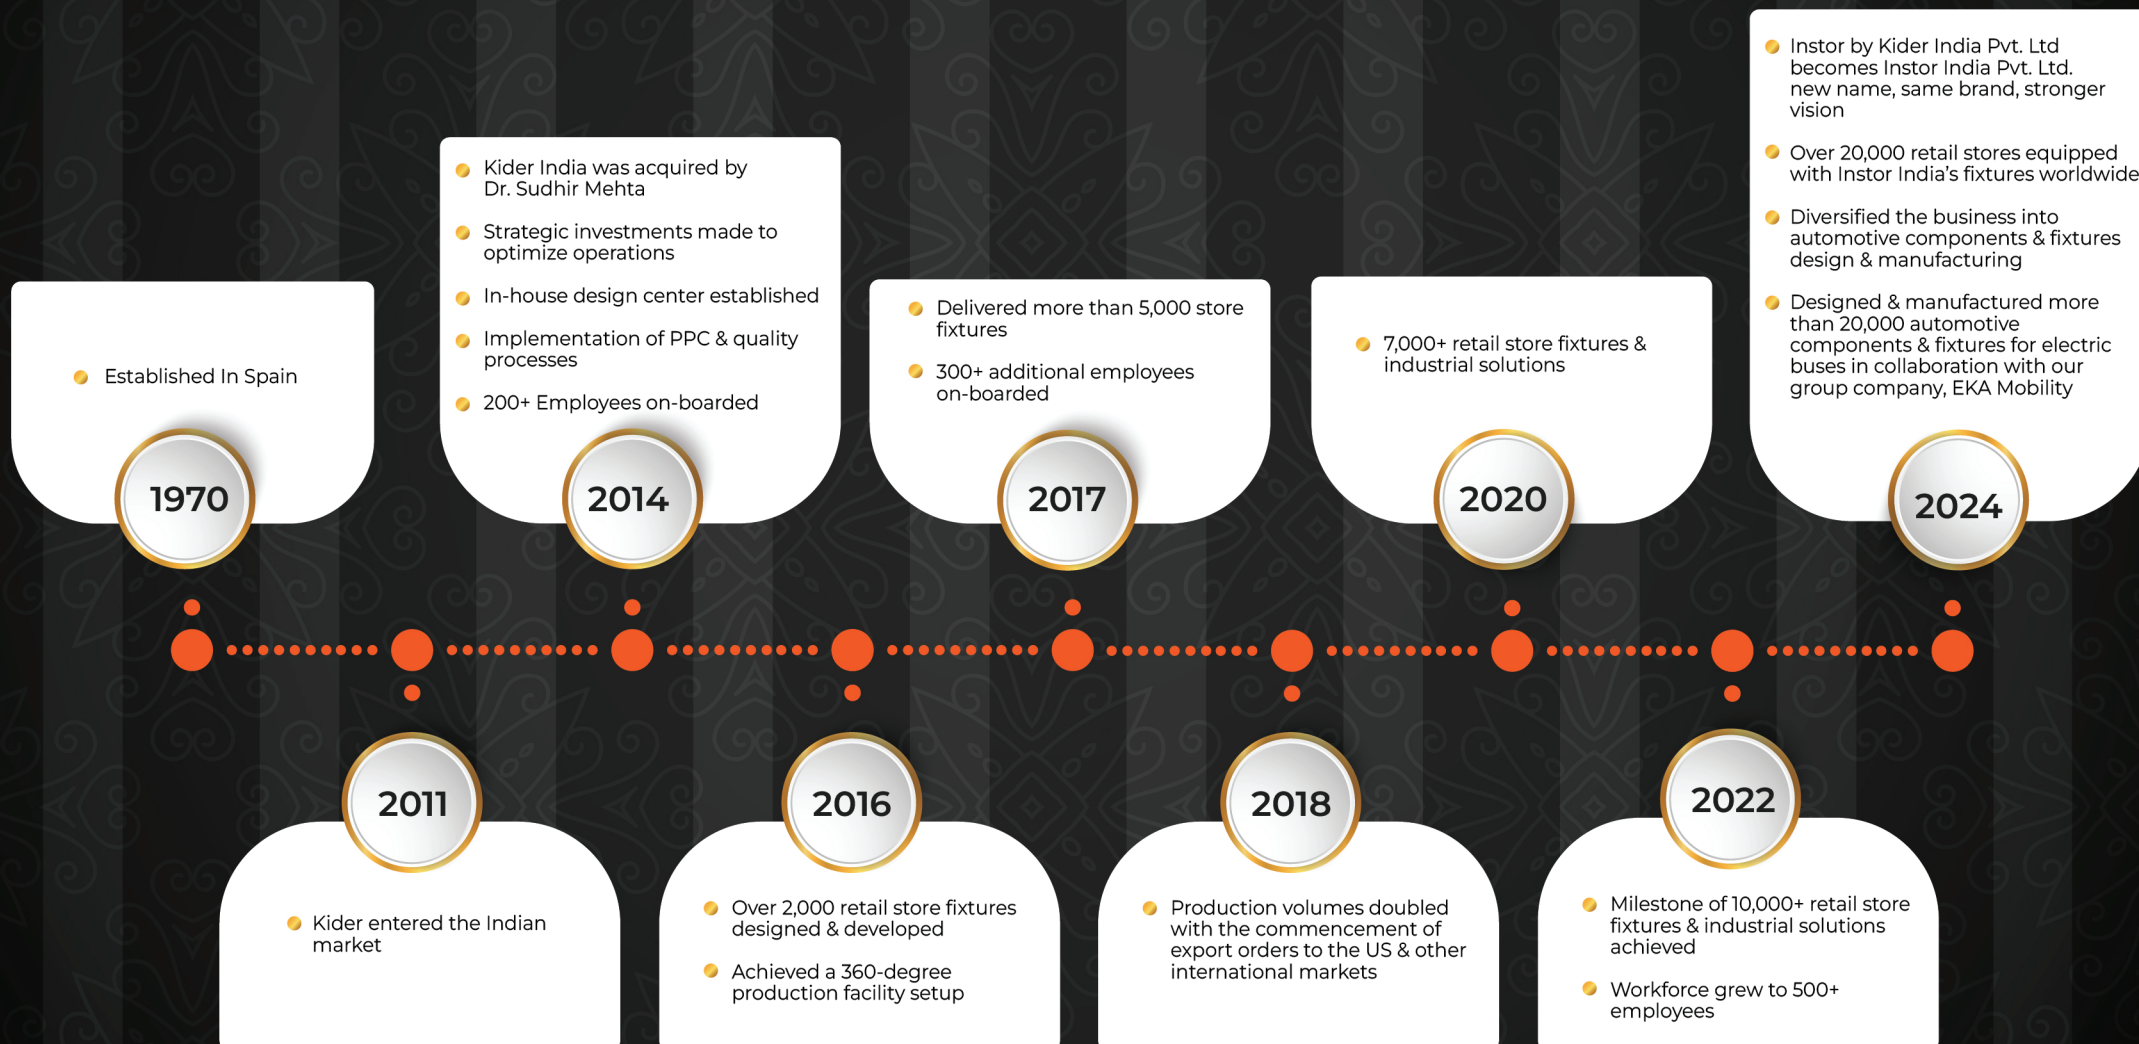 Established In Spain
1970
Kider entered the Indian
market
2011
Kider India was acquired by
Dr. Sudhir Mehta
Strategic investments made to
optimize operations
In-house design center established
Implementation of PPC & quality
processes
200+ Employees on-boarded
2014
2016
Over 2,000 retail store fixtures
designed & developed
Achieved a 360-degree
production facility setup
Delivered more than 5,000 store
fixtures
300+ additional employees
on-boarded
2017
2018
Production volumes doubled
with the commencement of
export orders to the US & other
international markets
7,000+ retail store fixtures &
industrial solutions
2020
2022
Milestone of 10,000+ retail store
fixtures & industrial solutions
achieved
Workforce grew to 500+
employees
Instor by Kider India Pvt. Ltd
becomes Instor India Pvt. Ltd.
new name, same brand, stronger
vision
Over 20,000 retail stores equipped
with Instor India's fixtures worldwide
Diversified the business into
automotive components & fixtures
design & manufacturing
Designed & manufactured more
than 20,000 automotive
components & fixtures for electric
buses in collaboration with our
group company, EKA Mobility
2024